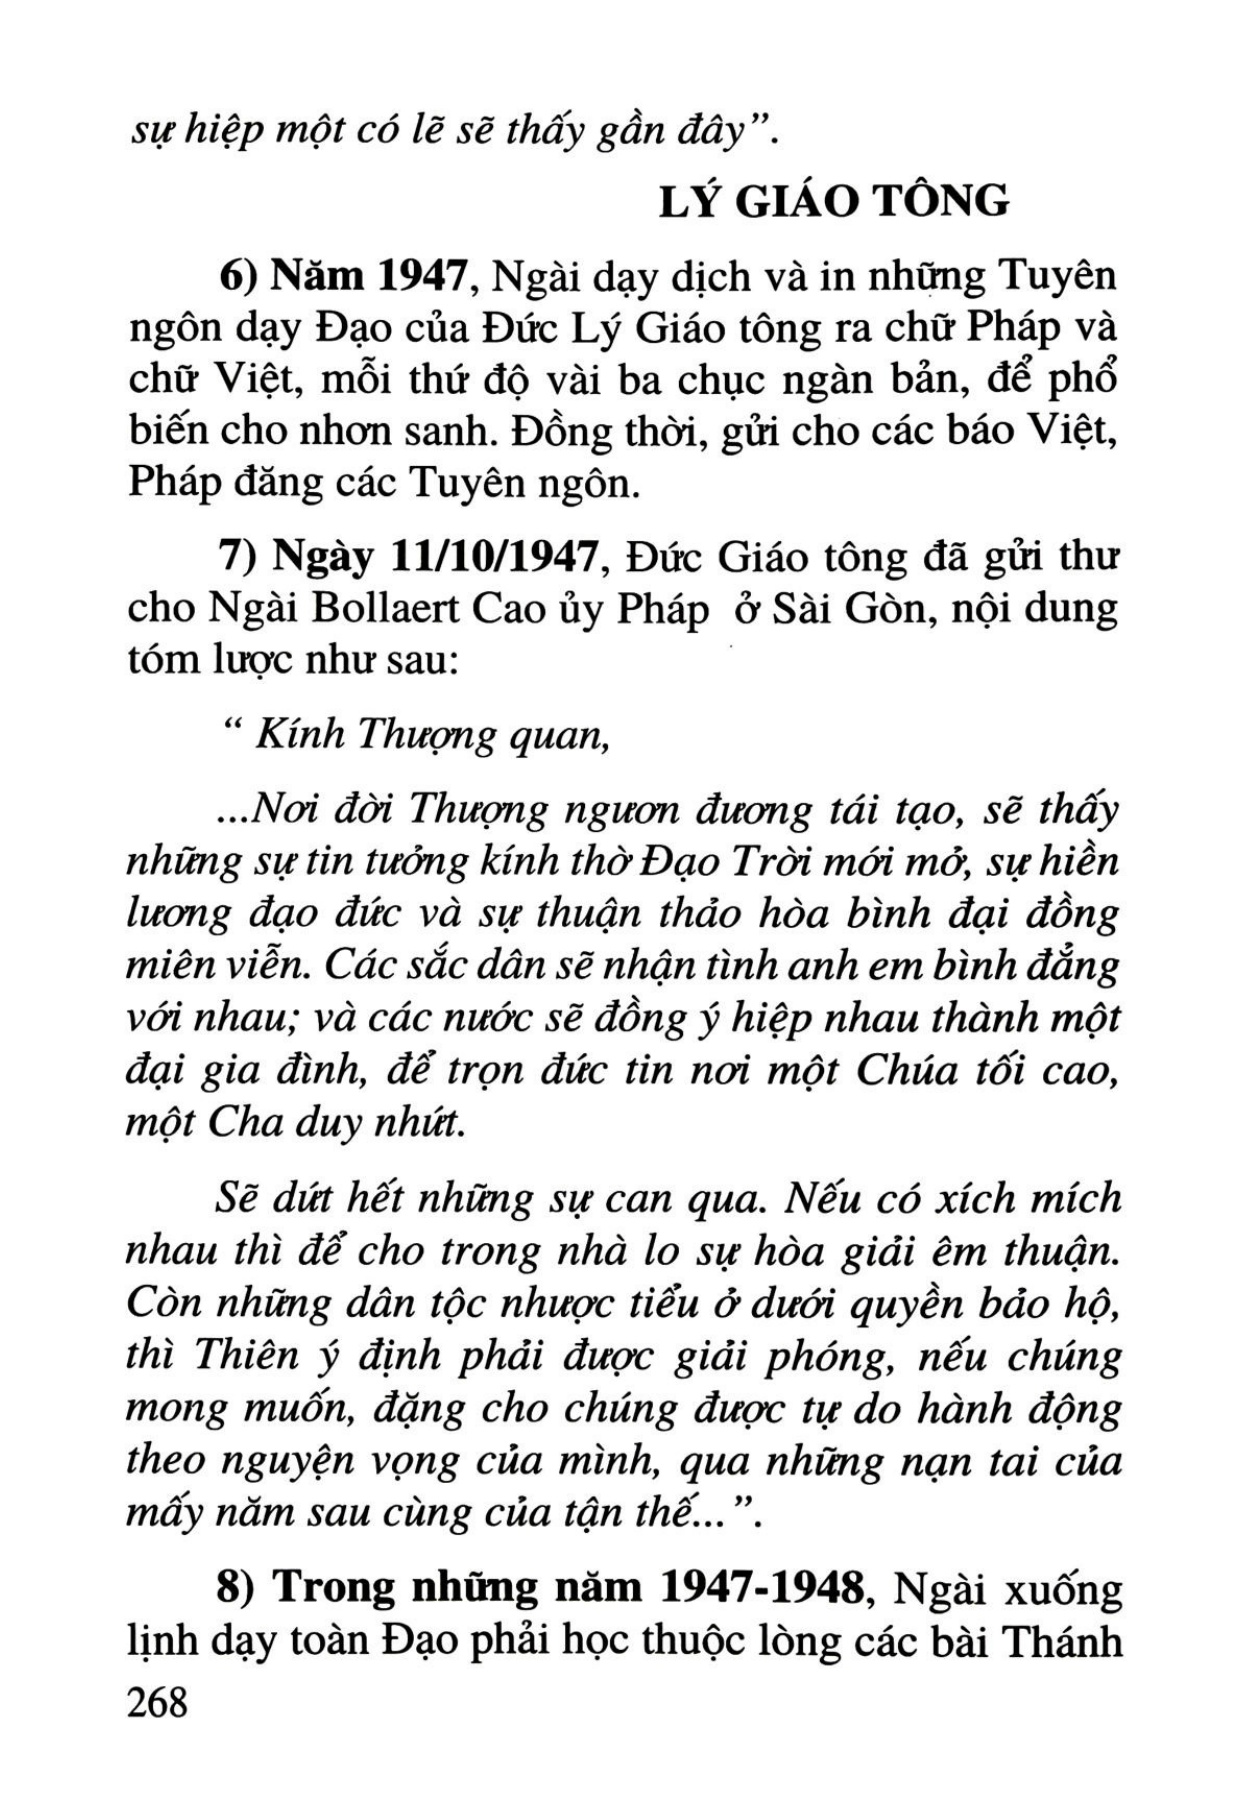 sự hiệp một có lẽ sẽ thấy gần đây”.
LÝ GIÁO TÔNG
6) Năm 1947, Ngài dạy dịch và in những Tuyên
ngôn dạy Đạo của Đức Lý Giáo tông ra chữ Pháp và
chữ Việt, mỗi thứ độ vài ba chục ngàn bản, để phổ
biến cho nhơn sanh. Đồng thời, gửi cho các báo Việt,
Pháp đăng các Tuyên ngôn.
7) Ngày 11/10/1947, Đức Giáo tông đã gửi thư
cho Ngài Bollaert Cao ủy Pháp ở Sài Gòn, nội dung
tóm lược như sau:
“ Kính Thượng quan,
...Nơi đời Thượng ngươn đương tái tạo, sẽ thấy
những sự tin tưởng kính thờ Đạo Trời mới mở, sự hiền
lương đạo đức và sự thuận thảo hòa bình đại đồng
miên viễn. Các sắc dân sẽ nhận tình anh em bình đẳng
với nhau; và các nước sẽ đồng ý hiệp nhau thành một
đại gia đình, để trọn đức tin nơi một Chúa tối cao,
một Cha duy nhứt.
Sẽ dứt hết những sự can qua. Nếu có xích mích
nhau thì để cho trong nhà lo sự hòa giải êm thuận.
Còn những dân tộc nhược tiểu ở dưới quyền bảo hộ,
thì Thiên ý định phải được giải phóng, nếu chúng
mong muốn, đặng cho chúng được tự do hành động
theo nguyện vọng của mình, qua những nạn tai của
mấy năm sau cùng của tận thế...”.
8) Trong những năm 1947-1948, Ngài xuống
lịnh dạy toàn Đạo phải học thuộc lòng các bài Thánh
268